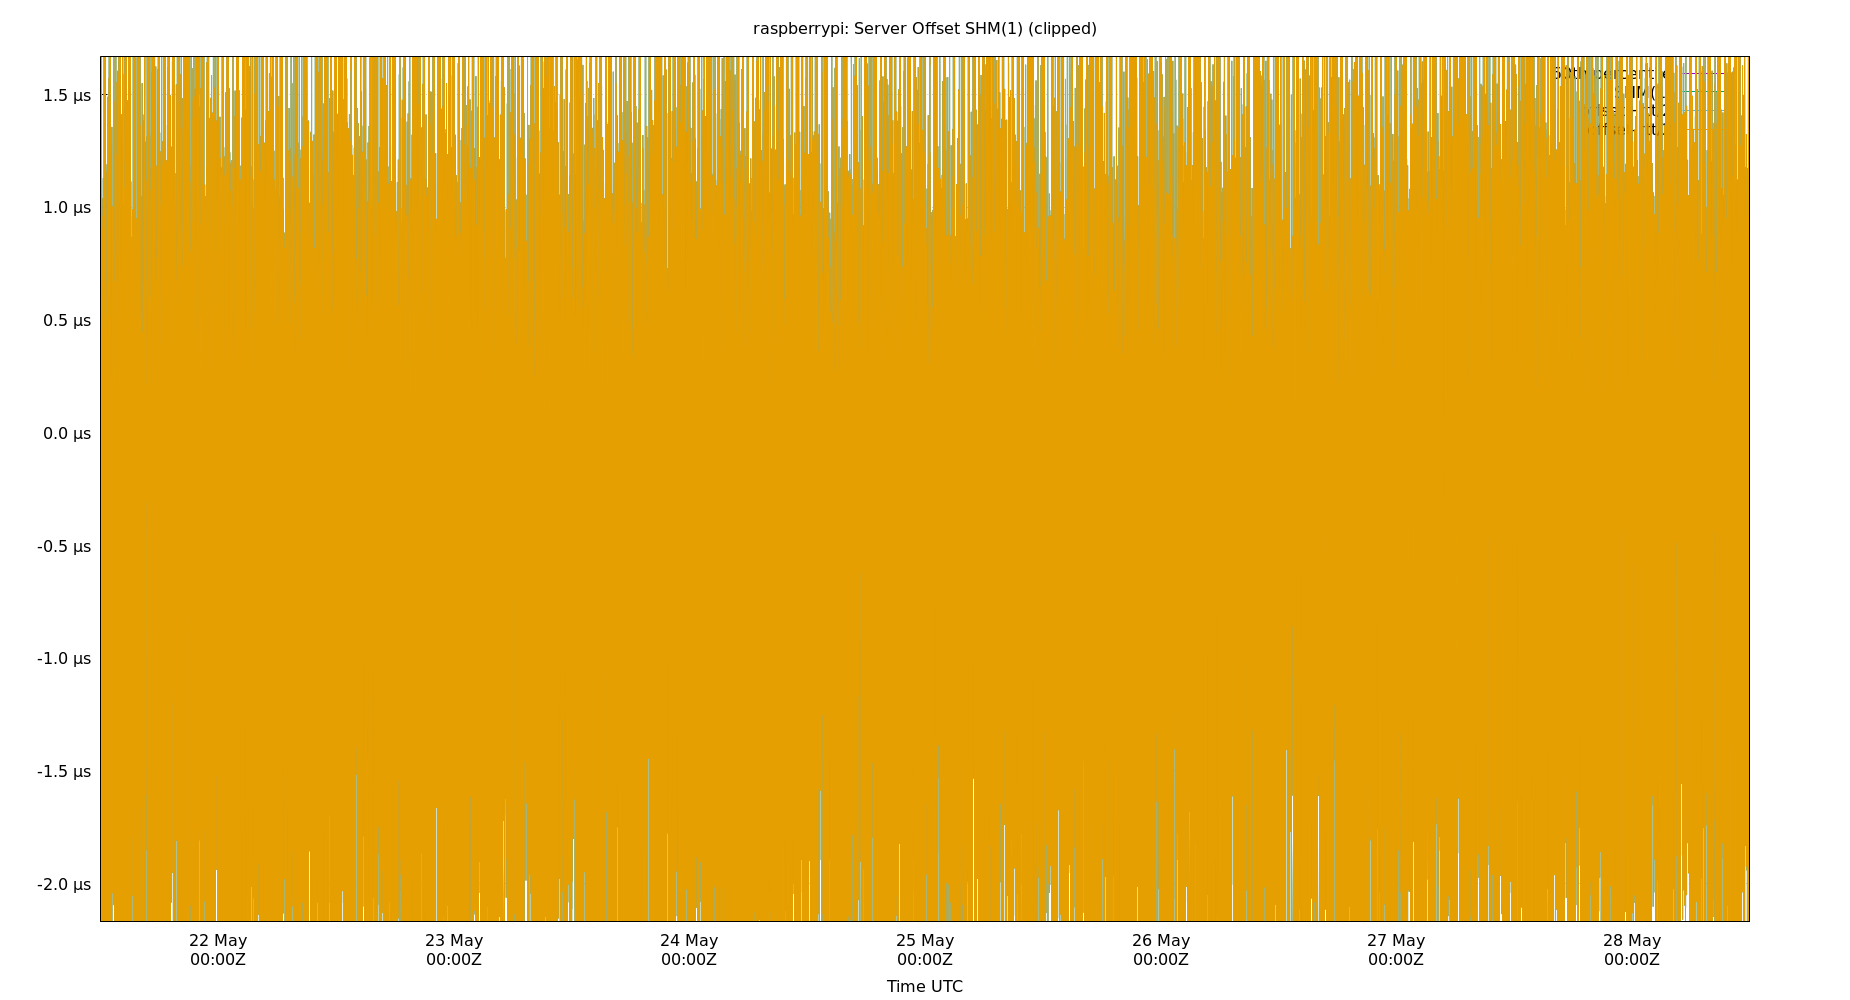 raspberrypi: Server Offset SHM(1) (clipped)
1.5 µs
1.0 µs
0.5 µs
0.0 µs
-0.5 µs
-1.0 µs
-1.5 µs
-2.0 µs
22 May 23 May 24 May 25 May 26 May 27 May 28 May
00:00Z 00:00Z 00:00Z 00:00Z 00:00Z 00:00Z 00:00Z
Time UTC